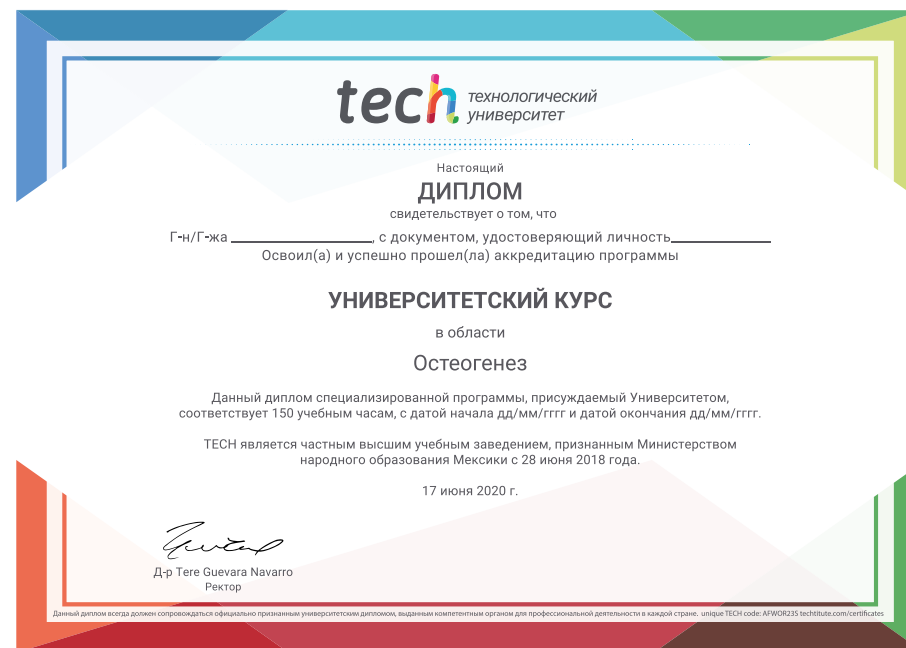 tech технологический
университет
Настоящий
ДИПЛОМ
свидетельствует о том, что
Г-н/Г-жа ____________, с документом, удостоверяющий личность____________
Освоил(а) и успешно прошел(ла) аккредитацию программы
УНИВЕРСИТЕТСКИЙ КУРС
в области
Остеогенез
Данный диплом специализированной программы, присуждаемый Университетом,
соответствует 150 учебным часам, с датой начала дд/мм/гггг и датой окончания дд/мм/гггг.
TECH является частным высшим учебным заведением, признанным Министерством
народного образования Мексики с 28 июня 2018 года.
17 июня 2020 г.
Д-р Tere Guevara Navarro
Ректор
Данный диплом всегда должен сопровождаться официально признанным университетским дипломом, выданным компетентным органом для профессиональной деятельности в каждой стране. unique TECH code: AFWOR23S techtitute.com/certificates